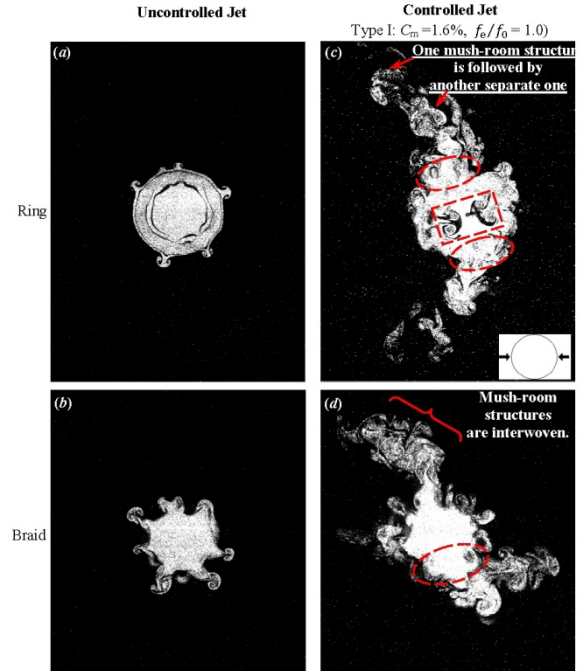 Uncontrolled Jet
Controlled Jet
Type I: Cm =1.6%, fe/f0 = 1.0)
(a)
(c)
One mush-room structur
is followed by
another separate one
Ring
(b)
(d)
Mush-room
structures
are interwoven.
Braid